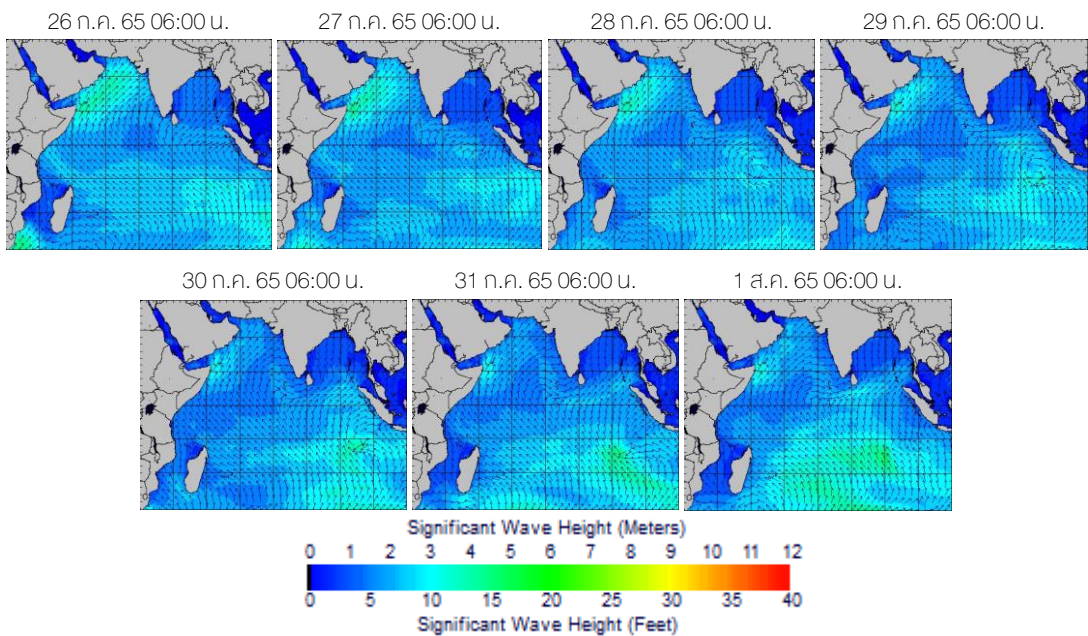 26 ก.ค. 65 06:00 น.
27 ก.ค. 65 06:00 น.
28 ก.ค. 65 06:00 น.
29 ก.ค. 65 06:00 น.
30 ก.ค. 65 06:00 น.
31 ก.ค. 65 06:00 น.
1 ส.ค. 65 06:00 น.
Significant Wave Height (Meters)
0 1 2 3 4 5 6 7 8 9 10 11 12
0 5 10 15 20 25 30 35 40
Significant Wave Height (Feet)